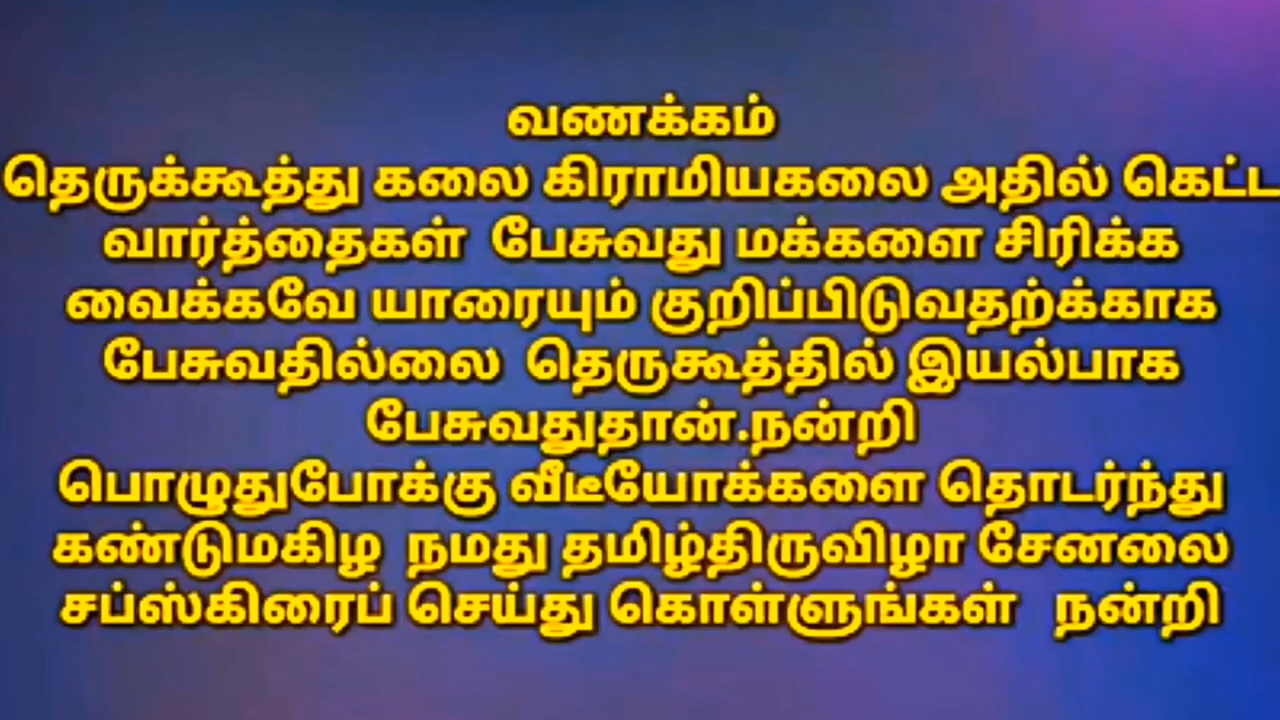 வணக்கம்
தெருக்கூத்து கலை கிராமியகலை அதில் கெட்ட
வார்த்தைகள் பேசுவது மக்களை சிரிக்க
வைக்கவே யாரையும் குறிப்பிடுவதற்க்காக
பேசுவதில்லை தெருகூத்தில் இயல்பாக
பேசுவதுதான்.நன்றி
பொழுதுபோக்கு வீடீயோக்களை தொடர்ந்து
கண்டுமகிழ நமது தமிழ்திருவிழா சேனலை
சப்ஸ்கிரைப் செய்து கொள்ளுங்கள் நன்றி